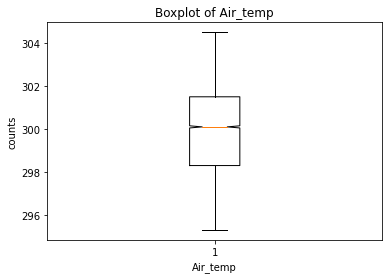 Boxplot of Air_temp
304
302
300
298
296
counts
1
Air_temp